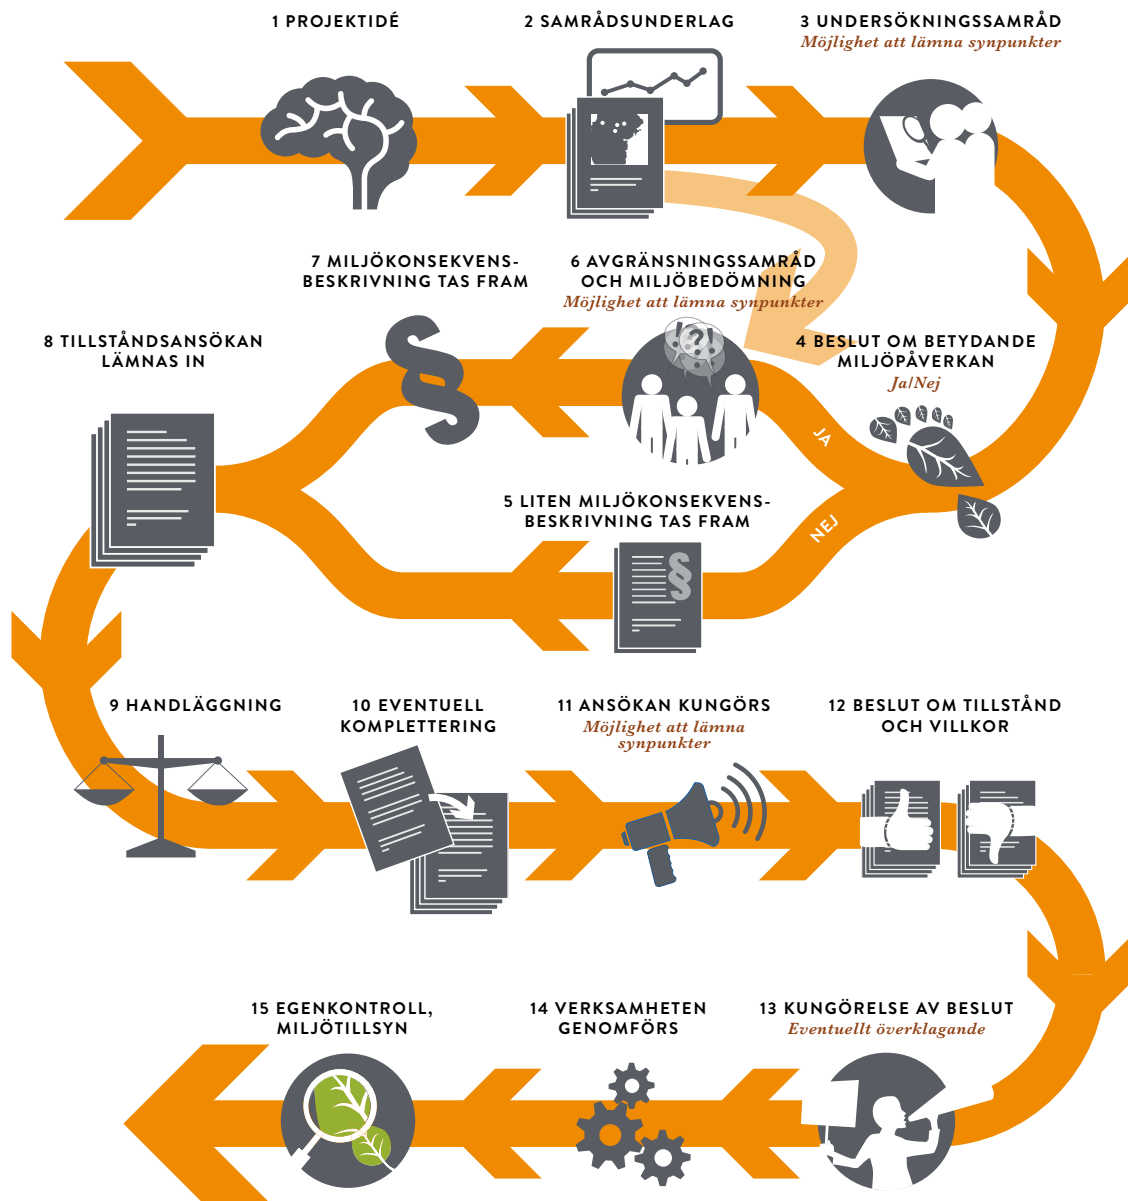 1 PROJEKTIDÉ
2 SAMRÅDSUNDERLAG
3 UNDERSÖKNINGSSAMRÅD
Möjlighet att lämna synpunkter
7 MILJÖKONSEKVENS-
BESKRIVNING TAS FRAM
6 AVGRÄNSNINGSSAMRÅD
OCH MILJÖBEDÖMNING
Möjlighet att lämna synpunkter
8 TILLSTÅNDSANSÖKAN
LÄMNAS IN
4 BESLUT OM BETYDANDE
MILJÖPÅVERKAN
Ja/Nej
JA
5 LITEN MILJÖKONSEKVENS-
BESKRIVNING TAS FRAM
NEJ
9 HANDLÄGGNING
10 EVENTUELL
KOMPLETTERING
11 ANSÖKAN KUNGÖRS
Möjlighet att lämna
synpunkter
12 BESLUT OM TILLSTÅND
OCH VILLKOR
15 EGENKONTROLL,
MILJÖTILLSYN
14 VERKSAMHETEN
GENOMFÖRS
13 KUNGÖRELSE AV BESLUT
Eventuellt överklagande